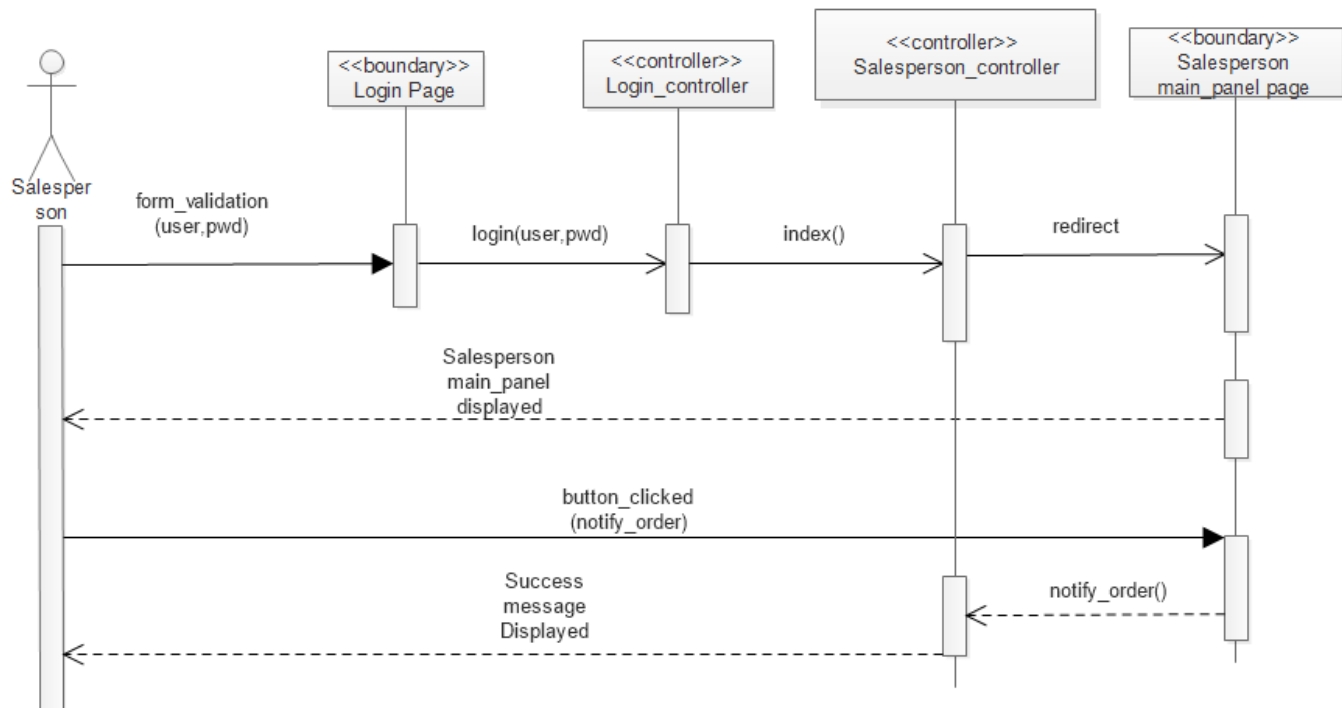 <<boundary>>
Login Page
<<controller>>
Login_controller
<<controller>>
Salesperson_controller
<<boundary>>
Salesperson
main_panel page
Salesper
son
form_validation
(user,pwd)
login(user,pwd)
index()
redirect
Salesperson
main_panel
displayed
button_clicked
(notify_order)
notify_order()
Success
message
Displayed